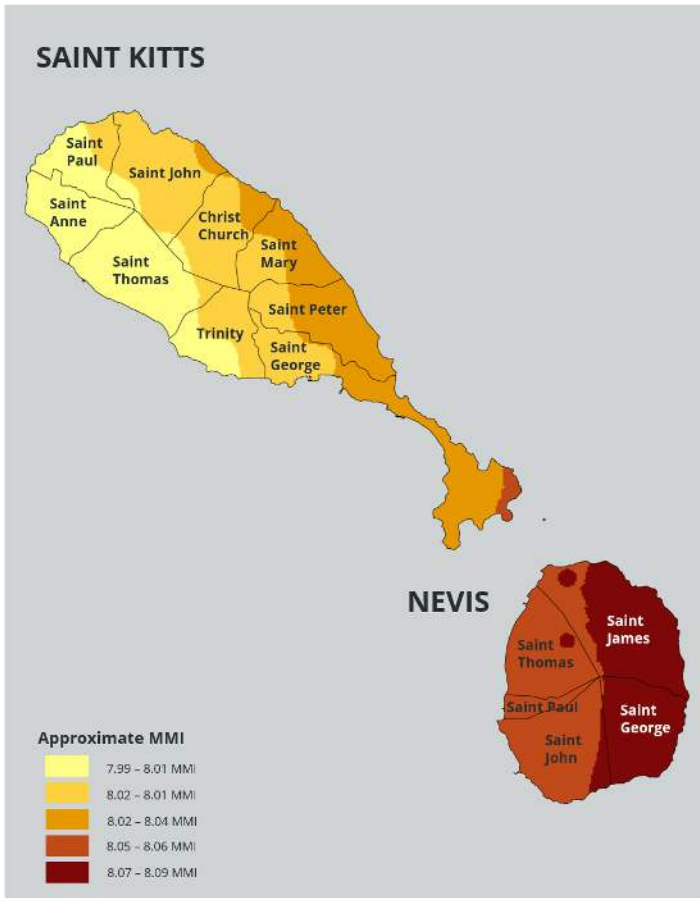 SAINT KITTS
Saint
Paul
Saint John
Saint
Anne
Christ
Church
Saint
Mary
Saint
Thomas
Saint Peter
Trinity
Saint
George
NEVIS
Saint
James
Saint
Thomas
Saint Paul
Saint
George
Saint
John
Approximate MMI
7.99 – 8.01 MMI
8.02 – 8.01 MMI
8.02 – 8.04 MMI
8.05 – 8.06 MMI
8.07 – 8.09 MMI